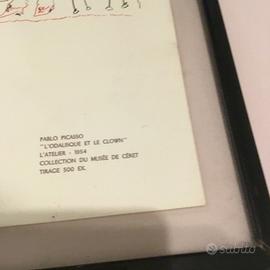 PABLO PICASSO
"L'ODALISQUE ET LE CLOWN"
L'ATELIER - 1954
COLLECTION DU MUSÉE DE CÉRET
TIRAGE 500 EX.
subito